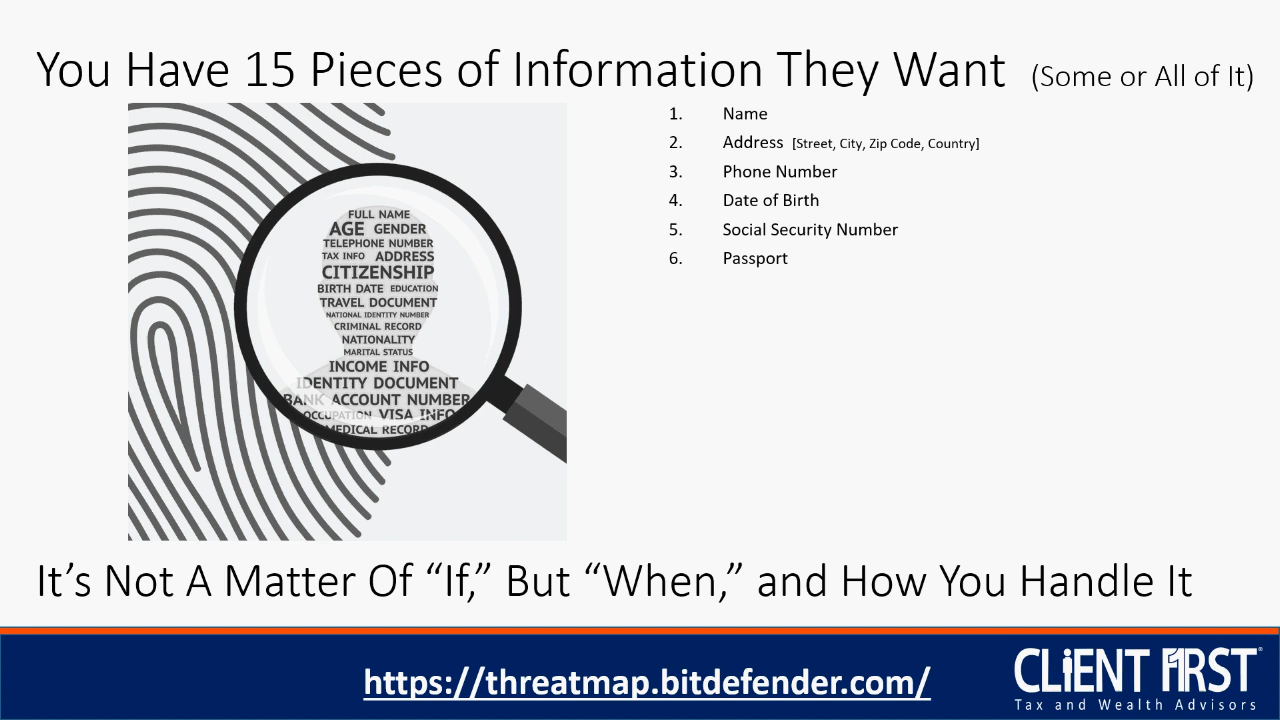 You Have 15 Pieces of Information They Want (Some or All of It)
FULL NAME
AGE GENDER
TELEPHONE NUMBER
TAX INFO ADDRESS
CITIZENSHIP
BIRTH DATE EDUCATION
TRAVEL DOCUMENT
NATIONAL IDENTITY NUMBER
CRIMINAL RECORD
NATIONALITY
MARITAL STATUS
INCOME INFO
IDENTITY DOCUMENT
BANK ACCOUNT NUMBER
OCCUPATION VISA INFO
MEDICAL RECORD
1. Name
2. Address [Street, City, Zip Code, Country]
3. Phone Number
4. Date of Birth
5. Social Security Number
6. Passport
It’s Not A Matter Of “If,” But “When,” and How You Handle It
https://threatmap.bitdefender.com/
CLiENT FIRST®
Tax and Wealth Advisors